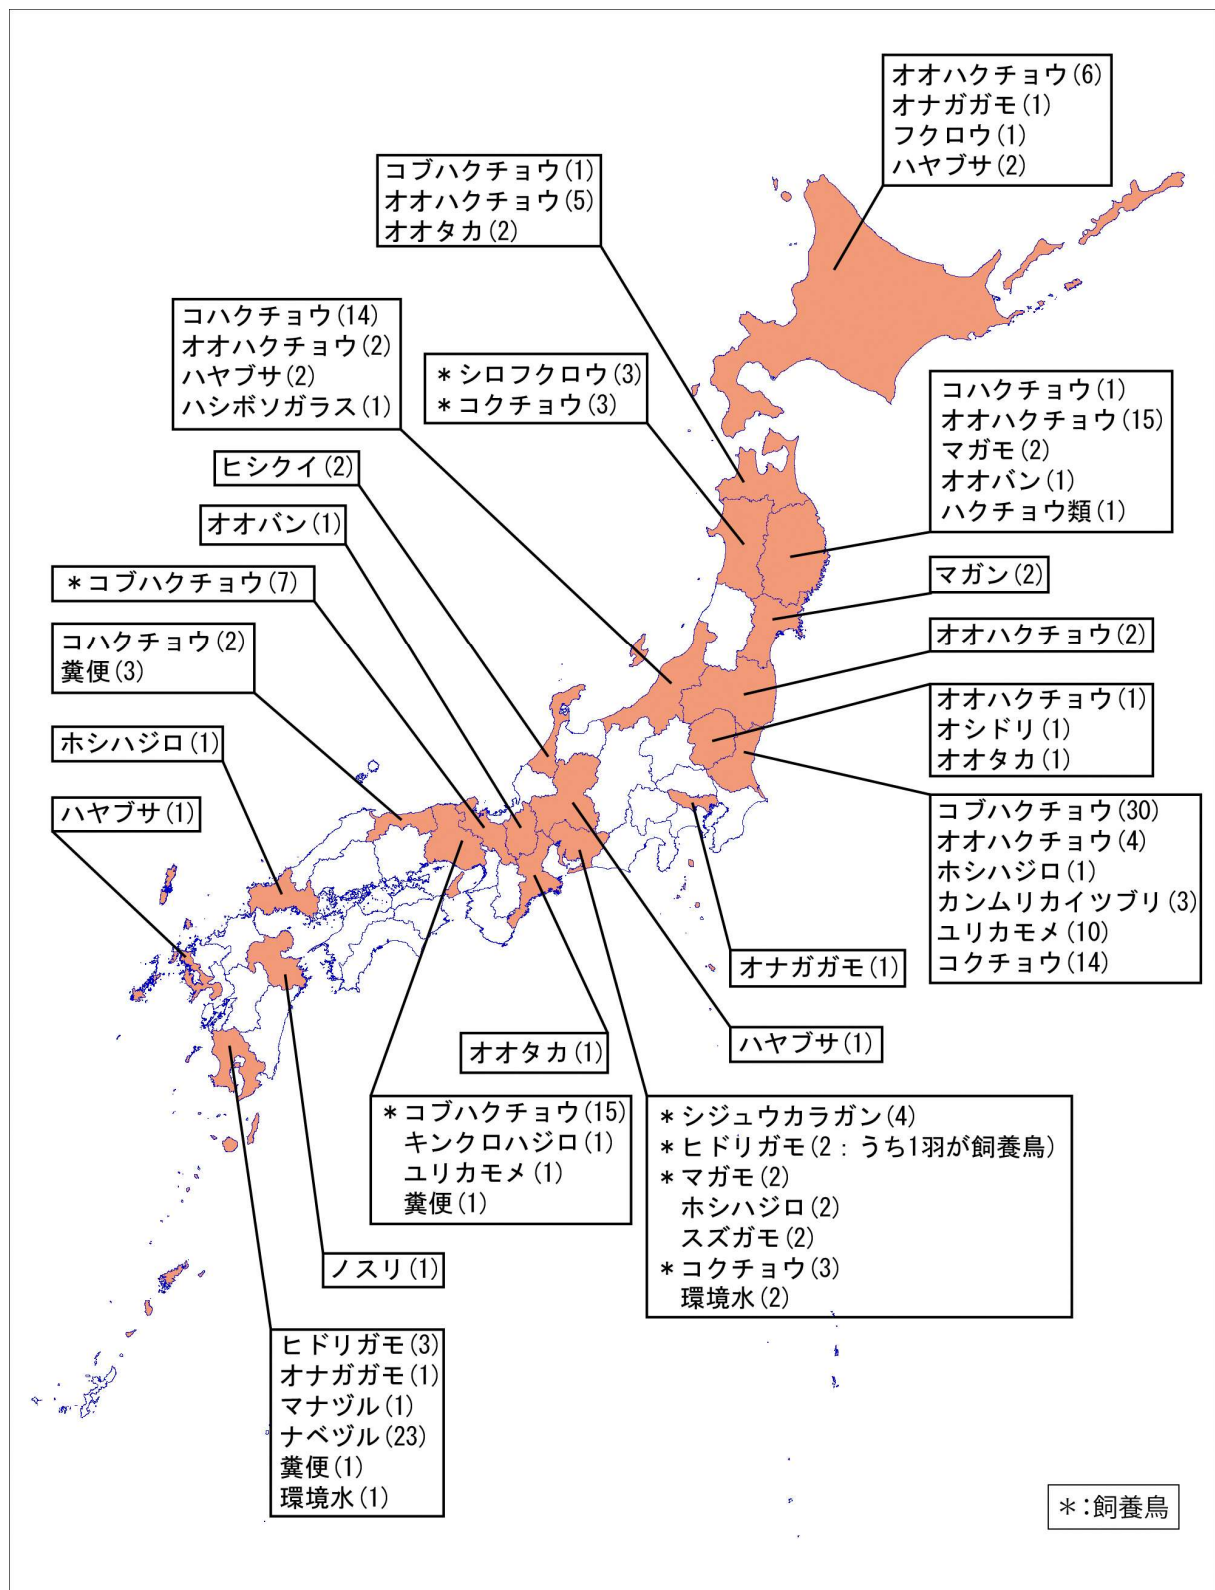 オオハクチョウ(6)
オナガガモ(1)
フクロウ(1)
ハヤブサ(2)
コブハクチョウ(1)
オオハクチョウ(5)
オオタカ(2)
コハクチョウ(14)
オオハクチョウ(2)
ハヤブサ(2)
ハシボソガラス(1)
*シロフクロウ(3)
*コクチョウ(3)
コハクチョウ(1)
オオハクチョウ(15)
マガモ(2)
オオバン(1)
ハクチョウ類(1)
ヒシクイ(2)
オオバン(1)
*コブハクチョウ(7)
マガン(2)
コハクチョウ(2)
糞便(3)
オオハクチョウ(2)
オオハクチョウ(1)
オシドリ(1)
オオタカ(1)
ホシハジロ(1)
ハヤブサ(1)
コブハクチョウ(30)
オオハクチョウ(4)
ホシハジロ(1)
カンムリカイツブリ(3)
ユリカモメ(10)
コクチョウ(14)
オナガガモ(1)
ハヤブサ(1)
オオタカ(1)
*コブハクチョウ(15)
キンクロハジロ(1)
ユリカモメ(1)
糞便(1)
*シジュウカラガン(4)
*ヒドリガモ(2:うち1羽が飼養鳥)
*マガモ(2)
ホシハジロ(2)
スズガモ(2)
*コクチョウ(3)
環境水(2)
ノスリ(1)
ヒドリガモ(3)
オナガガモ(1)
マナヅル(1)
ナベヅル(23)
糞便(1)
環境水(1)
*:飼養鳥